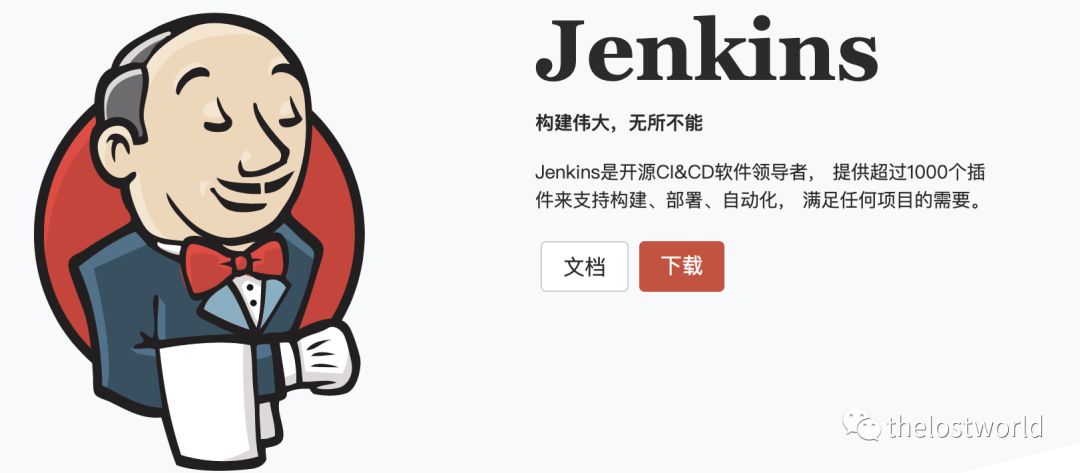 Jenkins
构建伟大，无所不能
Jenkins是开源CI&CD软件领导者， 提供超过1000个插
件来支持构建、部署、自动化， 满足任何项目的需要。
文档 下载
thelostworld